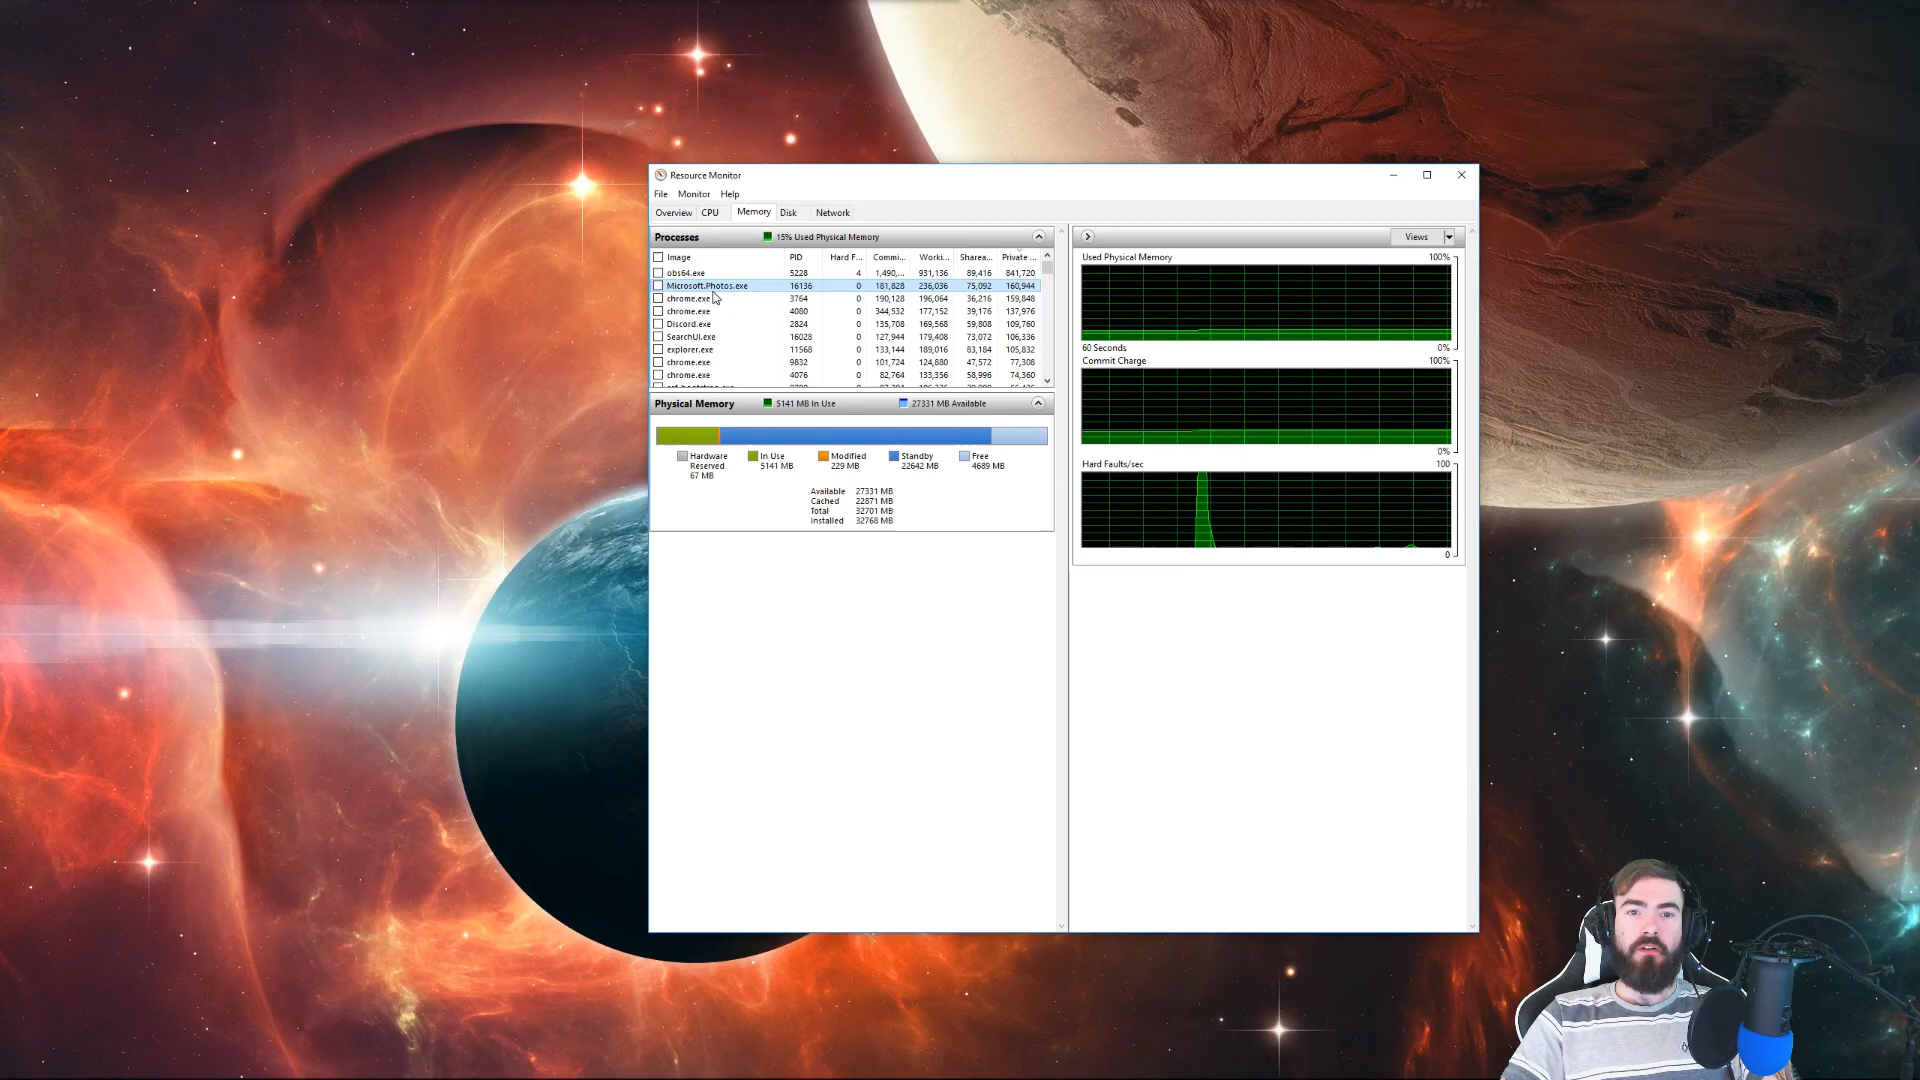 Resource Monitor
File Monitor Help
Overview CPU Memory Disk Network
Processes 15% Used Physical Memory
Image PID Hard F... Commi... Worki... Sharea... Private ...
obs64.exe 5228 4 1,490,... 931,136 89,416 841,720
Microsoft.Photos.exe 16136 0 181,828 236,036 75,092 160,944
chrome.exe 3764 0 190,128 196,064 36,216 159,848
chrome.exe 4080 0 344,532 177,152 39,176 137,976
Discord.exe 2824 0 135,708 169,568 59,808 109,760
SearchUI.exe 16028 0 127,944 179,408 73,072 106,336
explorer.exe 11568 0 133,144 189,016 83,184 105,832
chrome.exe 9832 0 101,724 124,880 47,572 77,308
chrome.exe 4076 0 82,764 133,356 58,996 74,360
Physical Memory 5141 MB In Use 27331 MB Available
Hardware Reserved 67 MB
In Use 5141 MB
Modified 229 MB
Standby 22642 MB
Free 4689 MB
Available 27331 MB
Cached 22871 MB
Total 32701 MB
Installed 32768 MB
Views
Used Physical Memory 100%
60 Seconds 0%
Commit Charge 100%
0%
Hard Faults/sec 100
0